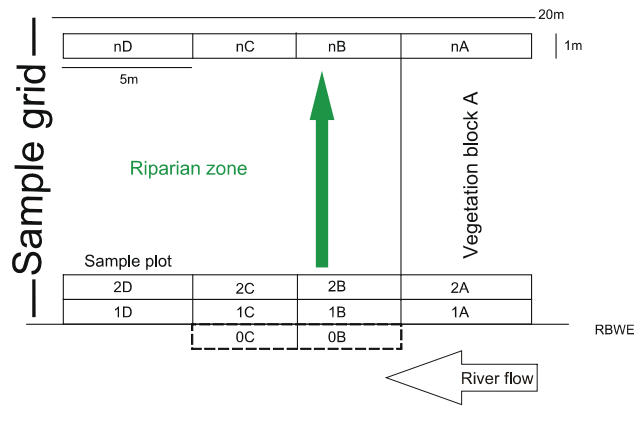 20m
nD nC nB nA
1m
5m
Sample grid
Riparian zone
Vegetation block A
Sample plot
2D 2C 2B 2A
1D 1C 1B 1A
RBWE
0C 0B
River flow